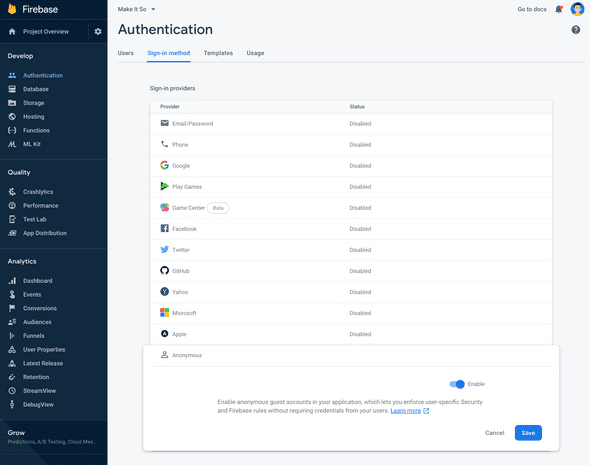 Firebase
Project Overview
Develop
Authentication
Database
Storage
Hosting
Functions
ML Kit
Quality
Crashlytics
Performance
Test Lab
App Distribution
Analytics
Dashboard
Events
Conversions
Audiences
Funnels
User Properties
Latest Release
Retention
StreamView
DebugView
Grow
Predictions, A/B Testing, Cloud Mes...
Make It So
Go to docs
Authentication
Users Sign-in method Templates Usage
Sign-in providers
Provider Status
Email/Password Disabled
Phone Disabled
Google Disabled
Play Games Disabled
Game Center Beta Disabled
Facebook Disabled
Twitter Disabled
GitHub Disabled
Yahoo Disabled
Microsoft Disabled
Apple Disabled
Anonymous
Enable
Enable anonymous guest accounts in your application, which lets you enforce user-specific Security
and Firebase rules without requiring credentials from your users. Learn more
Cancel Save